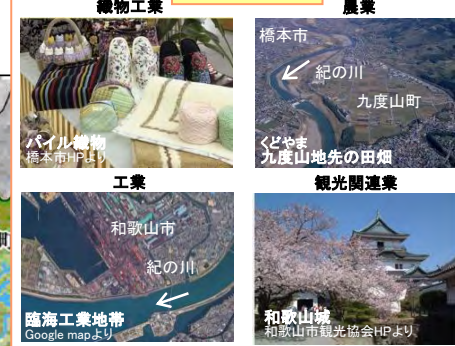 織物工業
農業
パイル織物
橋本市HPより
橋本市
紀の川
九度山町
くどやま
九度山地先の田畑
工業
観光関連業
和歌山市
紀の川
臨海工業地帯
Google mapより
和歌山城
和歌山市観光協会HPより